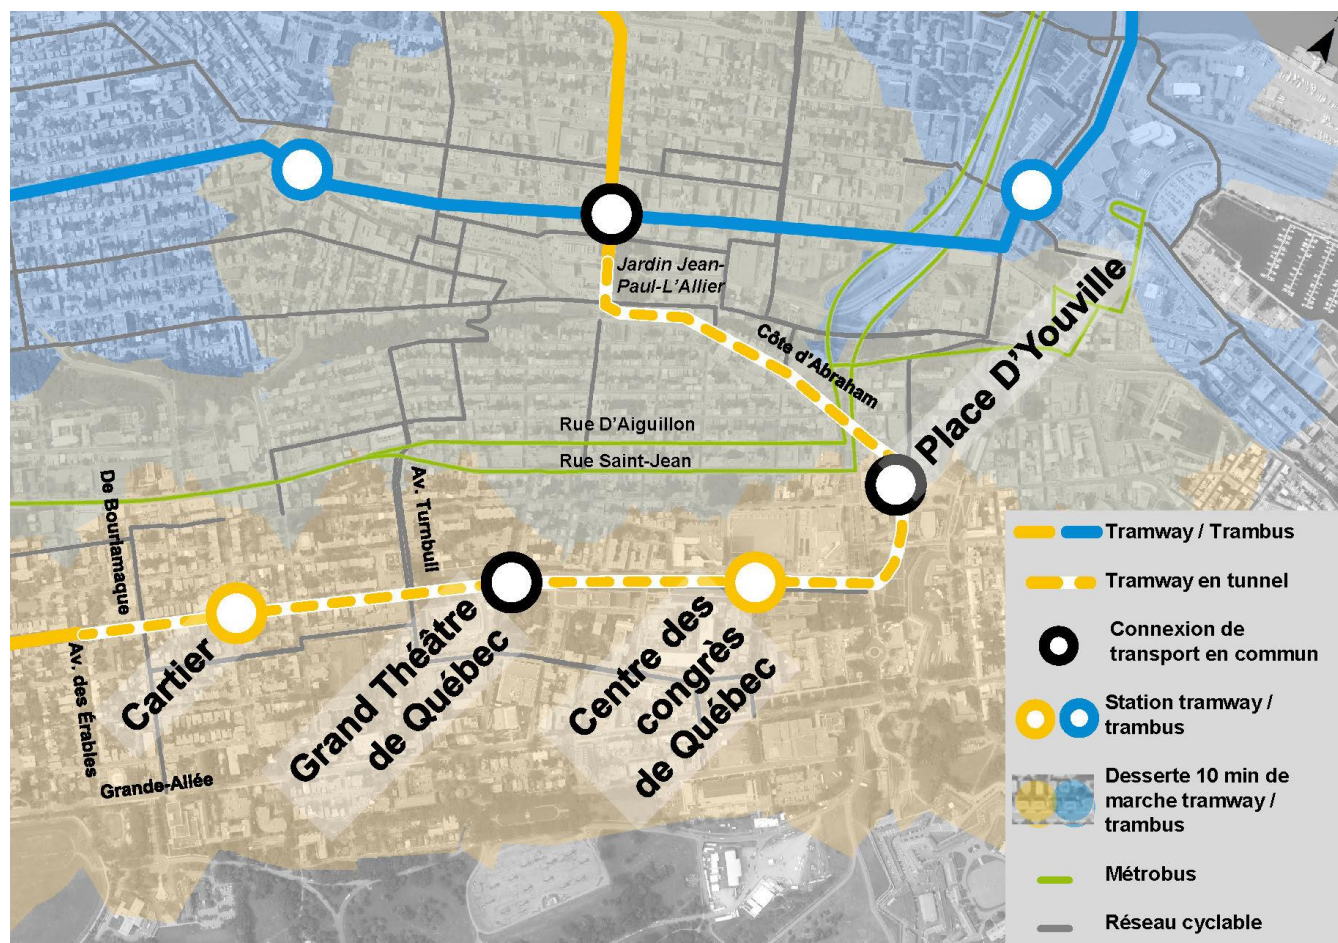 Jardin Jean-
Paul-L'Allier
Côte d'Abraham
Place D'Youville
Rue D'Aiguillon
Rue Saint-Jean
De Bourlamaque
Av. Turnbull
Av. des Érables
Cartier
Grand Théâtre
de Québec
Centre des
congrès
de Québec
Grande-Allée
Tramway / Trambus
Tramway en tunnel
Connexion de
transport en commun
Station tramway /
trambus
Desserte 10 min de
marche tramway /
trambus
Métrobus
Réseau cyclable